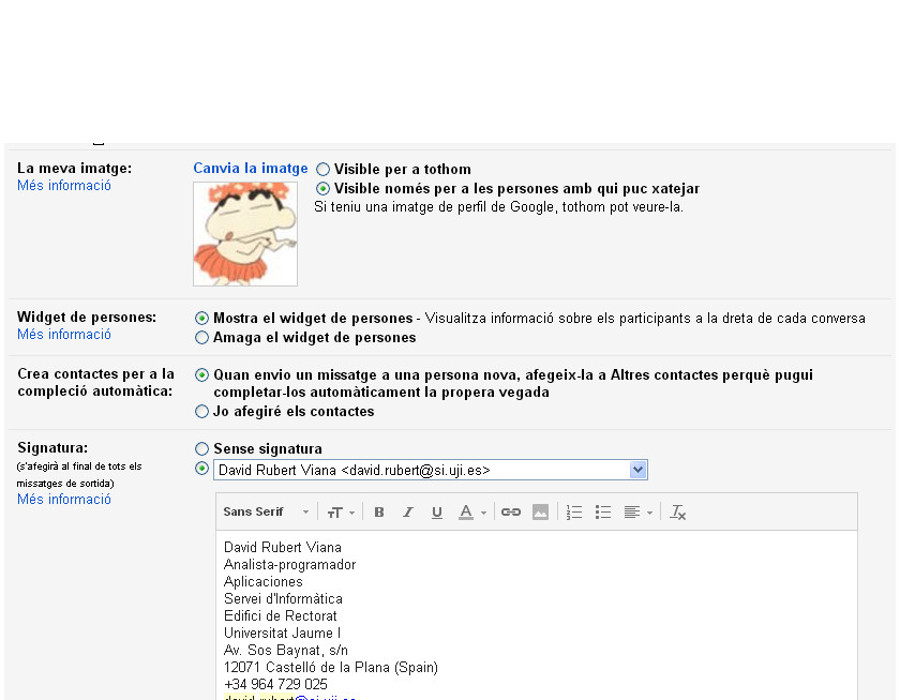 La meva imatge:
Més informació
Canvia la imatge
Visible per a tothom
Visible només per a les persones amb qui puc xatejar
Si teniu una imatge de perfil de Google, tothom pot veure-la.
Widget de persones:
Més informació
Mostra el widget de persones - Visualitza informació sobre els participants a la dreta de cada conversa
Amaga el widget de persones
Crea contactes per a la
compleció automàtica:
Quan envio un missatge a una persona nova, afegeix-la a Altres contactes perquè pugui
completar-los automàticament la propera vegada
Jo afegiré els contactes
Signatura:
(s'afegirà al final de tots els
missatges de sortida)
Més informació
Sense signatura
David Rubert Viana <david.rubert@si.uji.es>
Sans Serif
David Rubert Viana
Analista-programador
Aplicaciones
Servei d'Informàtica
Edifici de Rectorat
Universitat Jaume I
Av. Sos Baynat, s/n
12071 Castelló de la Plana (Spain)
+34 964 729 025
david.rubert@si.uji.es